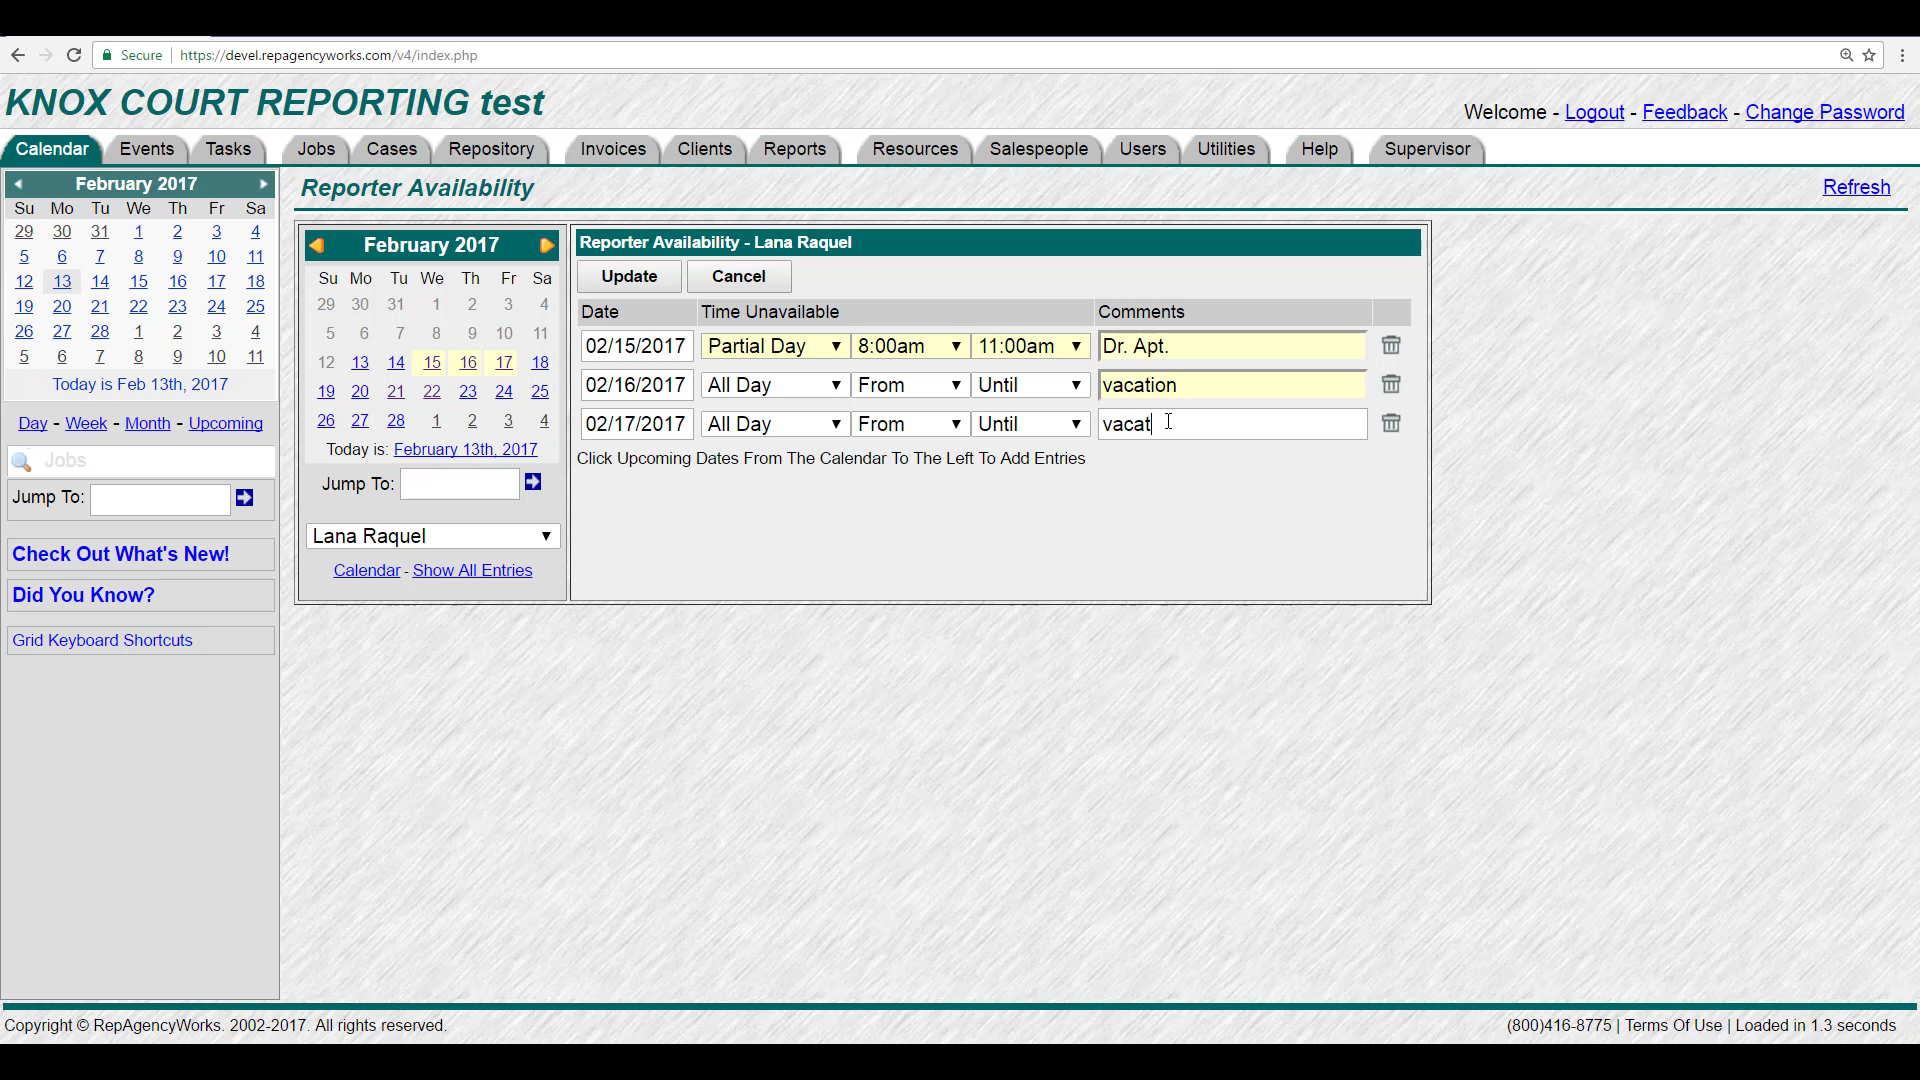 Secure https://devel.repagencyworks.com/v4/index.php
KNOX COURT REPORTING test
Welcome - Logout - Feedback - Change Password
Calendar Events Tasks Jobs Cases Repository Invoices Clients Reports Resources Salespeople Users Utilities Help Supervisor
February 2017
Su Mo Tu We Th Fr Sa
29 30 31 1 2 3 4
5 6 7 8 9 10 11
12 13 14 15 16 17 18
19 20 21 22 23 24 25
26 27 28 1 2 3 4
5 6 7 8 9 10 11
Today is Feb 13th, 2017
Day - Week - Month - Upcoming
Jobs
Jump To:
Check Out What's New!
Did You Know?
Grid Keyboard Shortcuts
Reporter Availability
Refresh
February 2017
Su Mo Tu We Th Fr Sa
29 30 31 1 2 3 4
5 6 7 8 9 10 11
12 13 14 15 16 17 18
19 20 21 22 23 24 25
26 27 28 1 2 3 4
Today is: February 13th, 2017
Jump To:
Lana Raquel
Calendar - Show All Entries
Reporter Availability - Lana Raquel
Update Cancel
Date Time Unavailable Comments
02/15/2017 Partial Day 8:00am 11:00am Dr. Apt.
02/16/2017 All Day From Until vacation
02/17/2017 All Day From Until vacat
Click Upcoming Dates From The Calendar To The Left To Add Entries
Copyright © RepAgencyWorks. 2002-2017. All rights reserved.
(800)416-8775 | Terms Of Use | Loaded in 1.3 seconds